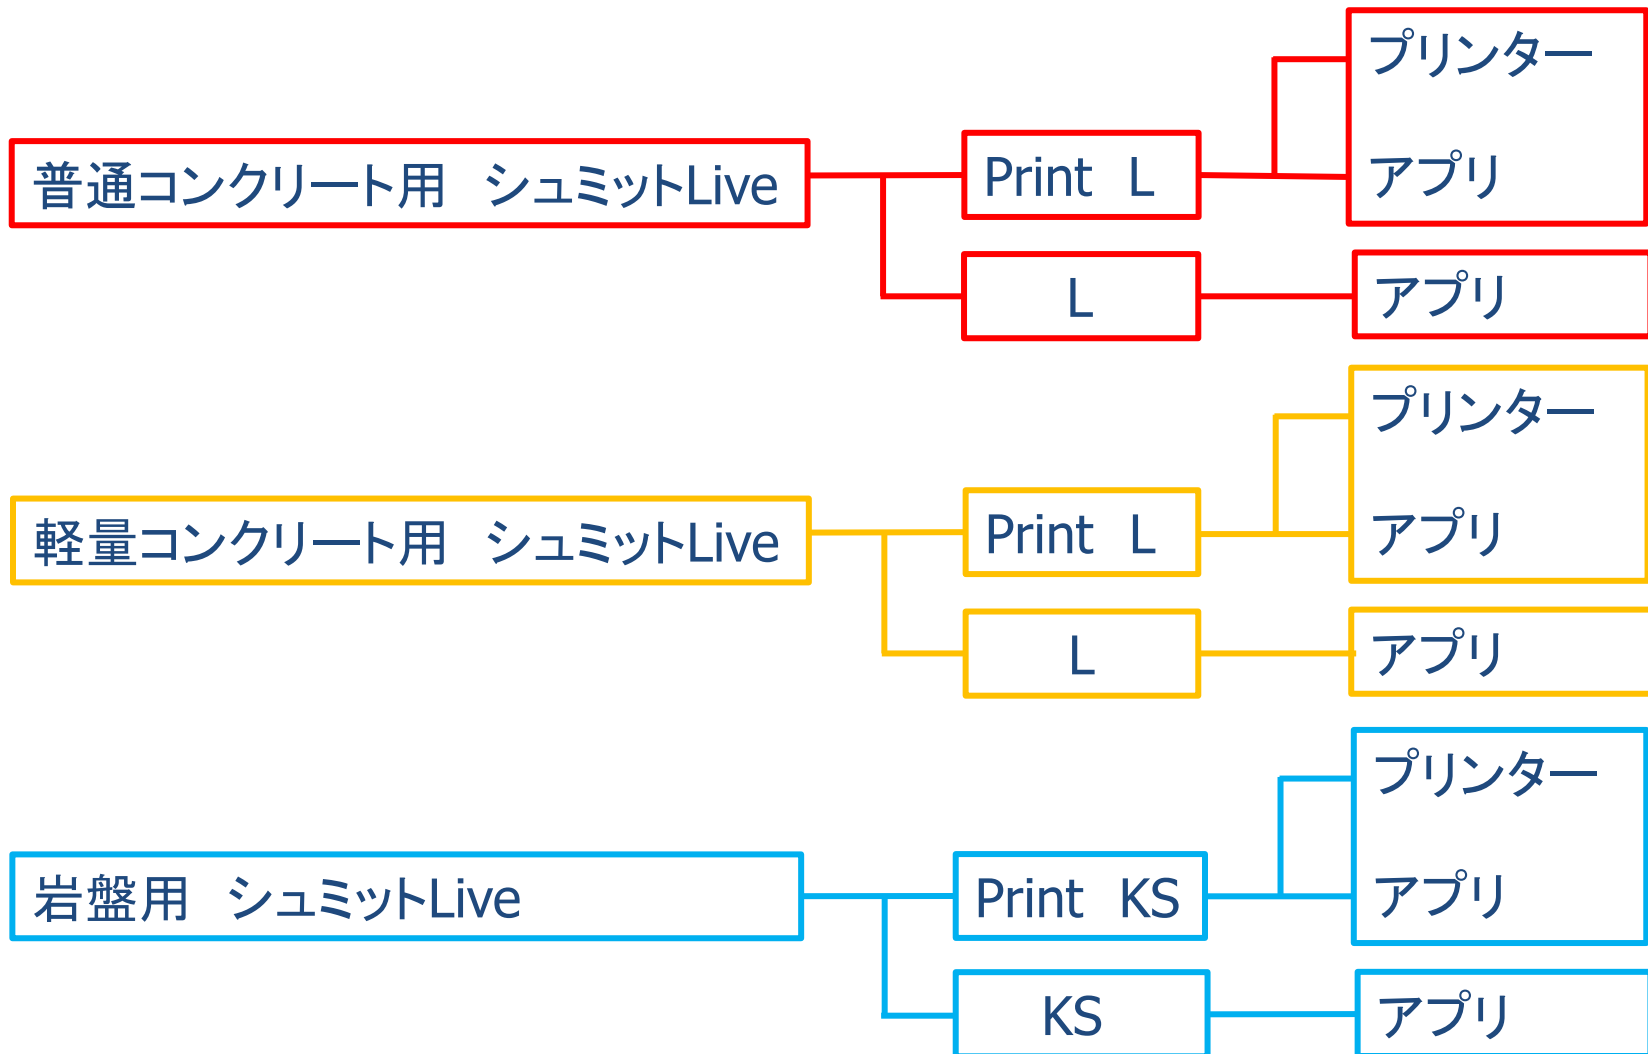 プリンター
普通コンクリート用　シュミットLive
Print　L
アプリ
L
アプリ
プリンター
軽量コンクリート用　シュミットLive
Print　L
アプリ
L
アプリ
プリンター
岩盤用　シュミットLive
Print　KS
アプリ
KS
アプリ